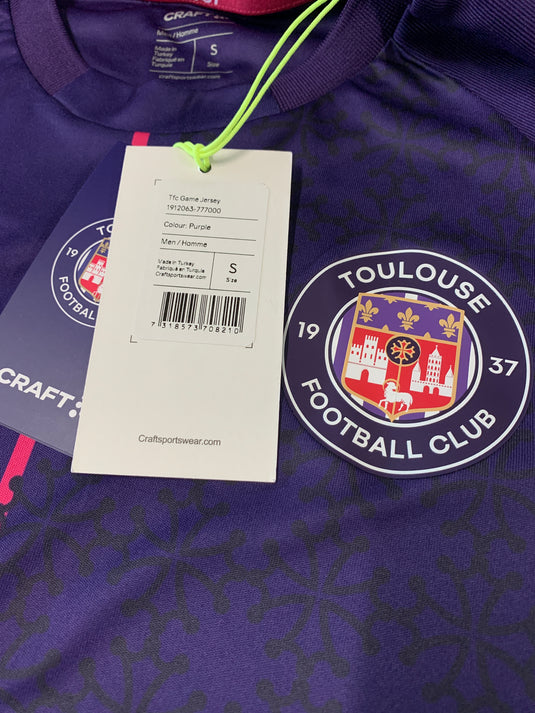 CRAFT
Men / Homme
Made in
Turkey
Fabriqué en
Turquie
S
Size
Craftsportswear.com
Tfc Game Jersey
1912063-777000
Colour: Purple
Men / Homme
Made in Turkey
Fabriqué en Turquie
Craftsportswear.com
S
Size
7 318573 708210
Craftsportswear.com
TOULOUSE
19
FOOTBALL
CRAFT
TOULOUSE
19 37
FOOTBALL CLUB